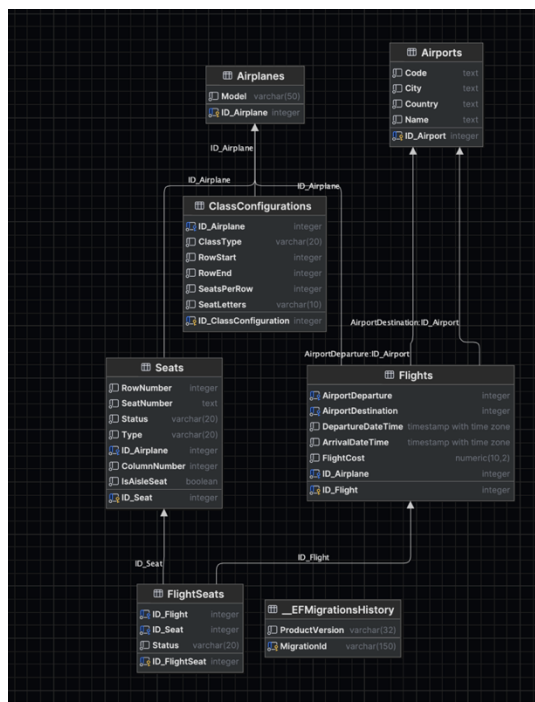 Airplanes
Model varchar(50)
ID_Airplane integer
Airports
Code text
City text
Country text
Name text
ID_Airport integer
ID_Airplane
ID_Airplane
ID_Airplane
ClassConfigurations
ID_Airplane integer
ClassType varchar(20)
RowStart integer
RowEnd integer
SeatsPerRow integer
SeatLetters varchar(10)
ID_ClassConfiguration integer
AirportDestination:ID_Airport
AirportDeparture:ID_Airport
Seats
RowNumber integer
SeatNumber text
Status varchar(20)
Type varchar(20)
ID_Airplane integer
ColumnNumber integer
IsAisleSeat boolean
ID_Seat integer
Flights
AirportDeparture integer
AirportDestination integer
DepartureDateTime timestamp with time zone
ArrivalDateTime timestamp with time zone
FlightCost numeric(10,2)
ID_Airplane integer
ID_Flight integer
ID_Seat
ID_Flight
FlightSeats
ID_Flight integer
ID_Seat integer
Status varchar(20)
ID_FlightSeat integer
__EFMigrationsHistory
ProductVersion varchar(32)
MigrationId varchar(150)